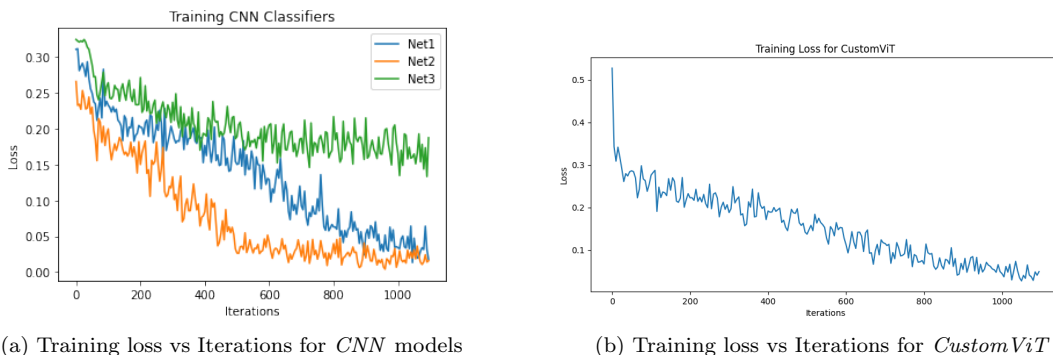 Training CNN Classifiers
Net1
Net2
Net3
0.30
0.25
0.20
0.15
0.10
0.05
0.00
Loss
0 200 400 600 800 1000
Iterations
(a) Training loss vs Iterations for CNN models
Training Loss for CustomViT
0.5
0.4
0.3
0.2
0.1
Loss
0 200 400 600 800 1000
Iterations
(b) Training loss vs Iterations for CustomViT